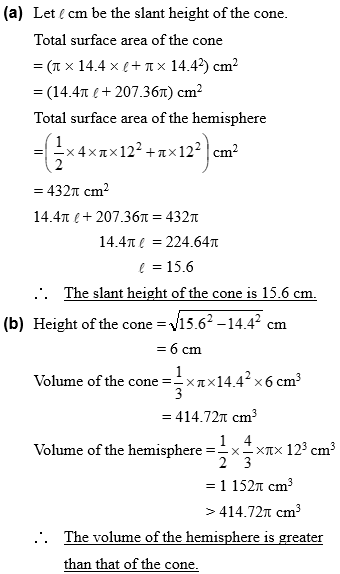 (a) Let ℓ cm be the slant height of the cone.
Total surface area of the cone
= (π × 14.4 × ℓ + π × 14.4²) cm²
= (14.4π ℓ + 207.36π) cm²
Total surface area of the hemisphere
= (1/2 × 4 × π × 12² + π × 12²) cm²
= 432π cm²
14.4π ℓ + 207.36π = 432π
14.4π ℓ = 224.64π
ℓ = 15.6
∴ The slant height of the cone is 15.6 cm.
(b) Height of the cone = √(15.6² − 14.4²) cm
= 6 cm
Volume of the cone = 1/3 × π × 14.4² × 6 cm³
= 414.72π cm³
Volume of the hemisphere = 1/2 × 4/3 × π × 12³ cm³
= 1 152π cm³
> 414.72π cm³
∴ The volume of the hemisphere is greater
than that of the cone.